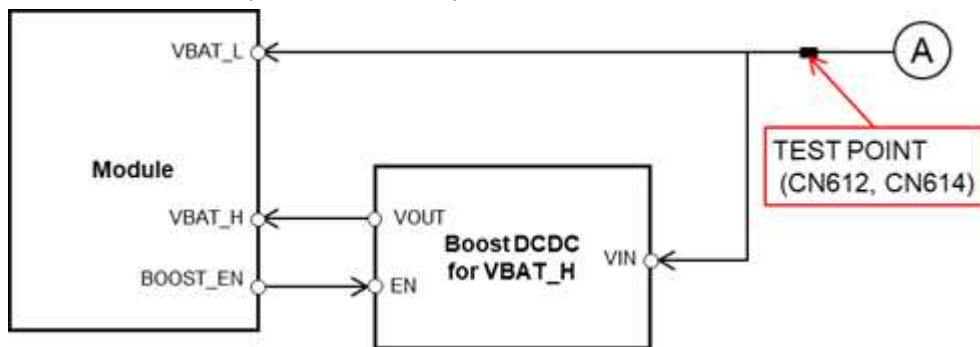 VBAT_L
A
TEST POINT
(CN612, CN614)
Module
VBAT_H
VOUT
Boost DCDC
for VBAT_H
VIN
BOOST_EN
EN